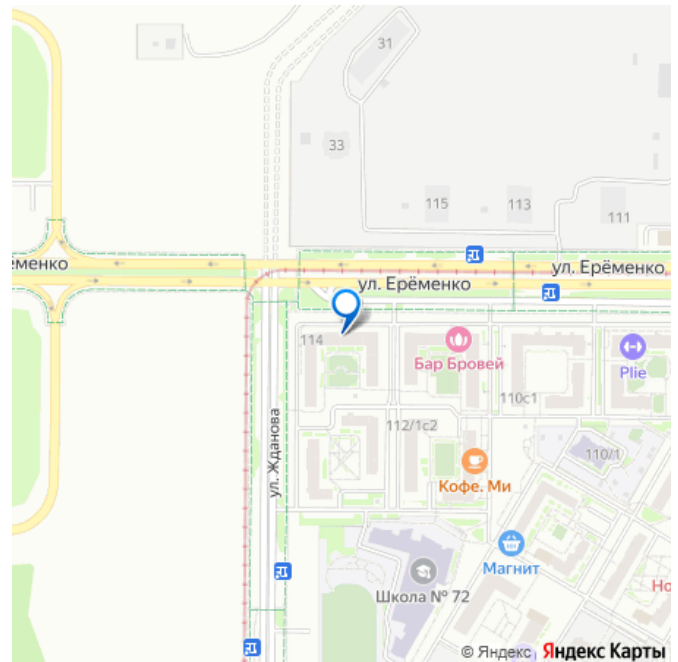 31
33
115
113
111
ерёменко
ул. Ерёменко
ул. Ерёменко
114
Бар Бровей
Plie
110с1
112/1с2
110/1
ул. Жданова
Кофе. Ми
Магнит
Школа № 72
Но
© Яндекс Яндекс Карты